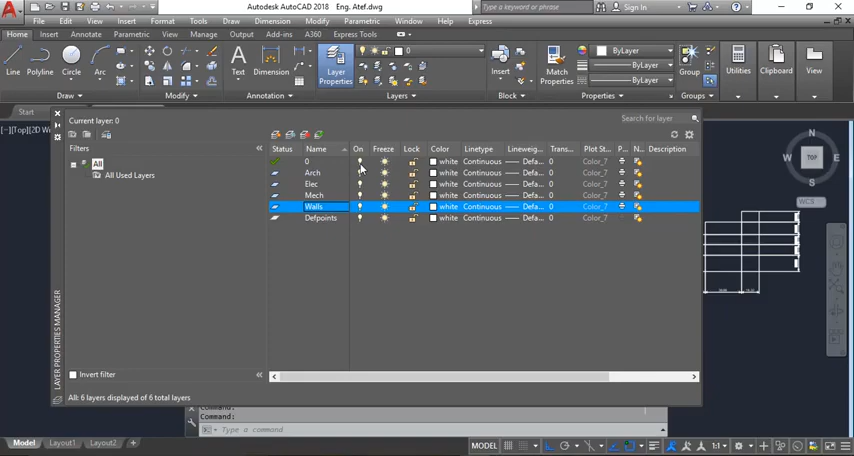 Autodesk AutoCAD 2018 Eng. Atef.dwg
Type a keyword or phrase
Sign In
File Edit View Insert Format Tools Draw Dimension Modify Parametric Window Help Express
Home Insert Annotate Parametric View Manage Output Add-ins A360 Express Tools
ByLayer
0
Line Polyline Circle Arc Text Dimension Layer Properties Insert Match Properties Group Utilities Clipboard View
ByLayer
ByLayer
Draw Modify Annotation Layers Block Properties Groups
Start
[−][Top][2D W
Current layer: 0
Search for layer
N
W TOP E
S
WCS
Filters
Status Name On Freeze Lock Color Linetype Lineweig... Trans... Plot St... P... N... Description
All
All Used Layers
0 white Continuous Defa... 0 Color_7
Arch white Continuous Defa... 0 Color_7
Elec white Continuous Defa... 0 Color_7
Mech white Continuous Defa... 0 Color_7
Walls white Continuous Defa... 0 Color_7
Defpoints white Continuous Defa... 0 Color_7
LAYER PROPERTIES MANAGER
Invert filter
All: 6 layers displayed of 6 total layers
Command:
Command:
Type a command
Model Layout1 Layout2 +
MODEL 1:1